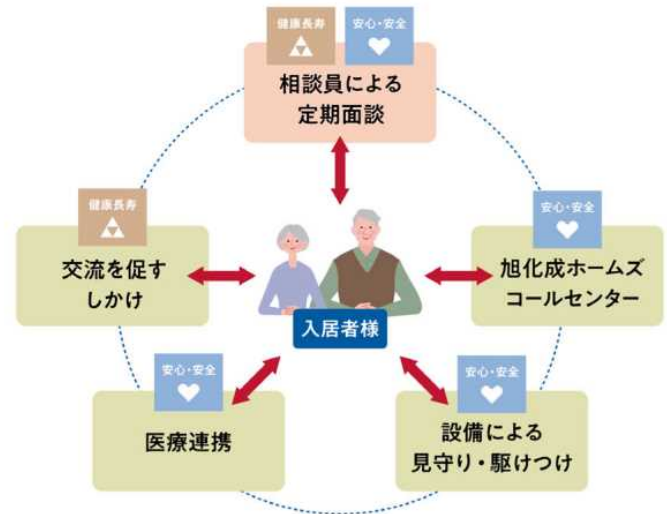 健康長寿
安心・安全
相談員による
定期面談
健康長寿
交流を促す
しかけ
安心・安全
旭化成ホームズ
コールセンター
入居者様
安心・安全
医療連携
安心・安全
設備による
見守り・駆けつけ